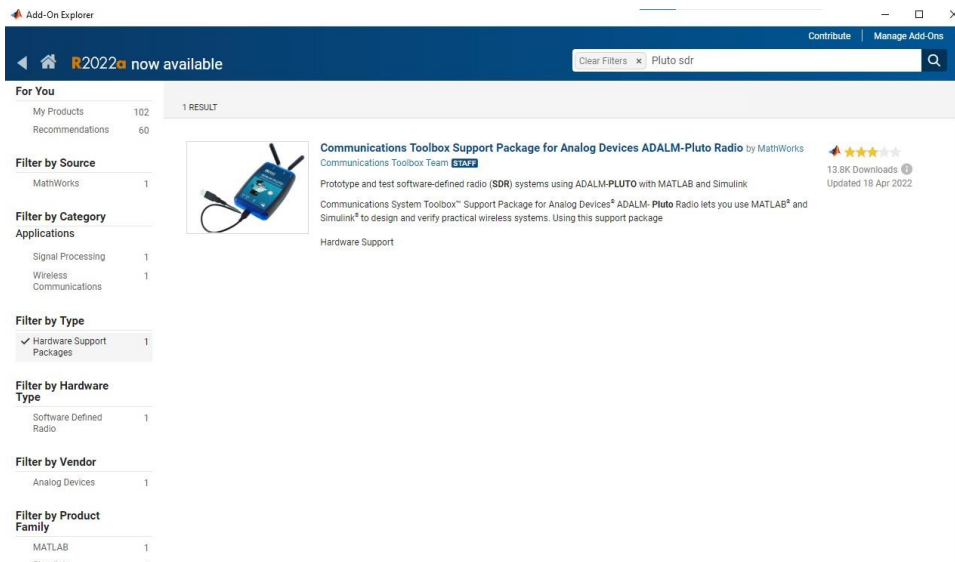 Add-On Explorer
Contribute
Manage Add-Ons
R2022a now available
Clear Filters × Pluto sdr
For You
My Products 102
Recommendations 60
Filter by Source
MathWorks 1
Filter by Category
Applications
Signal Processing 1
Wireless 1
Communications
Filter by Type
Hardware Support 1
Packages
Filter by Hardware
Type
Software Defined 1
Radio
Filter by Vendor
Analog Devices 1
Filter by Product
Family
MATLAB 1
1 RESULT
Communications Toolbox Support Package for Analog Devices ADALM-Pluto Radio by MathWorks
Communications Toolbox Team STAFF
Prototype and test software-defined radio (SDR) systems using ADALM-PLUTO with MATLAB and Simulink
Communications System Toolbox™ Support Package for Analog Devices® ADALM- Pluto Radio lets you use MATLAB® and
Simulink® to design and verify practical wireless systems. Using this support package
Hardware Support
13.8K Downloads
Updated 18 Apr 2022